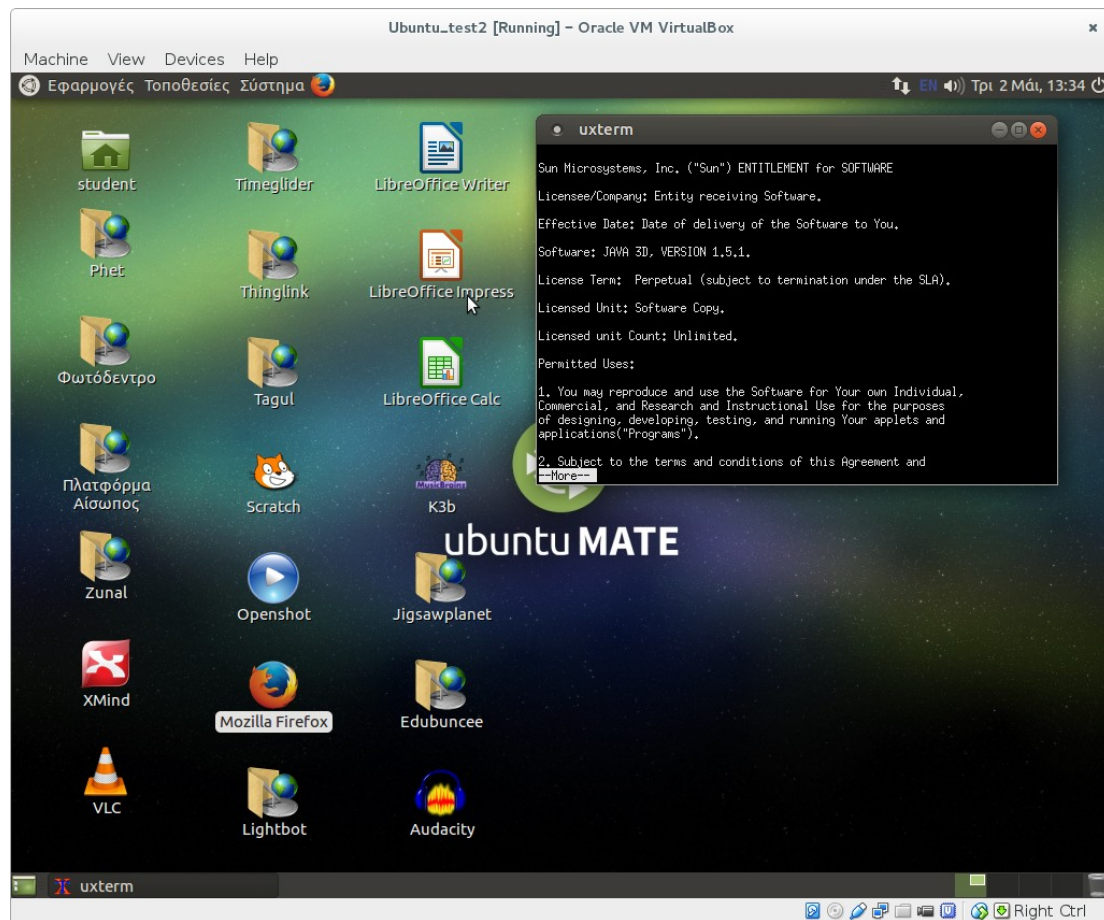 Ubuntu_test2 [Running] - Oracle VM VirtualBox
Machine View Devices Help
Εφαρμογές Τοποθεσίες Σύστημα
EN Τρι 2 Μάι, 13:34
student
Timeglider
LibreOffice Writer
Phet
Thinglink
LibreOffice Impress
Φωτόδεντρο
Tagul
LibreOffice Calc
Πλατφόρμα
Αίσωπος
Scratch
MusicBrainz
K3b
Zunal
Openshot
Jigsawplanet
XMind
Mozilla Firefox
Edubuncee
VLC
Lightbot
Audacity
ubuntu MATE
uxterm
Sun Microsystems, Inc. ("Sun") ENTITLEMENT for SOFTWARE
Licensee/Company: Entity receiving Software.
Effective Date: Date of delivery of the Software to You.
Software: JAVA 3D, VERSION 1.5.1.
License Term:  Perpetual (subject to termination under the SLA).
Licensed Unit: Software Copy.
Licensed unit Count: Unlimited.
Permitted Uses:
1. You may reproduce and use the Software for Your own Individual,
Commercial, and Research and Instructional Use for the purposes
of designing, developing, testing, and running Your applets and
applications("Programs").
2. Subject to the terms and conditions of this Agreement and
--More--
uxterm
Right Ctrl